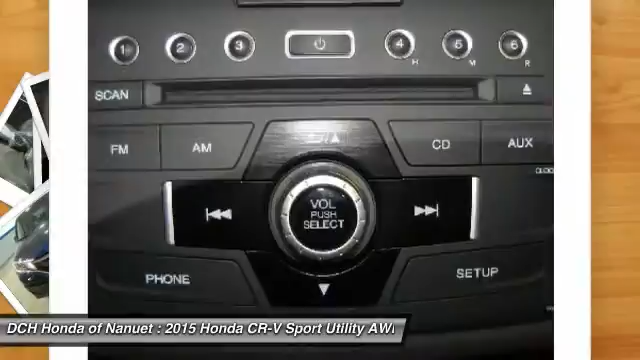 1 2 3 4 5 6
H M R
SCAN
FM AM CD AUX
CLOCK
VOL
PUSH
SELECT
PHONE SETUP
DCH Honda of Nanuet : 2015 Honda CR-V Sport Utility AW